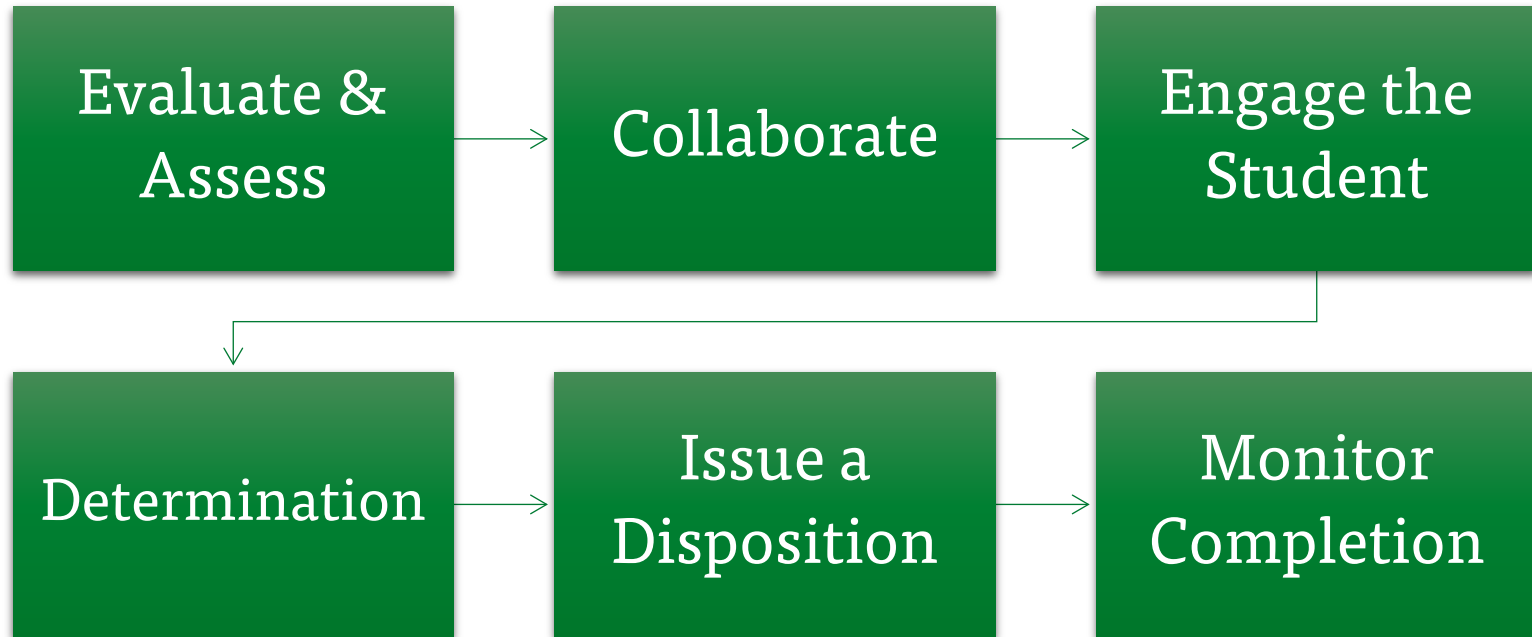 Evaluate &
Assess
Collaborate
Engage the
Student
Determination
Issue a
Disposition
Monitor
Completion